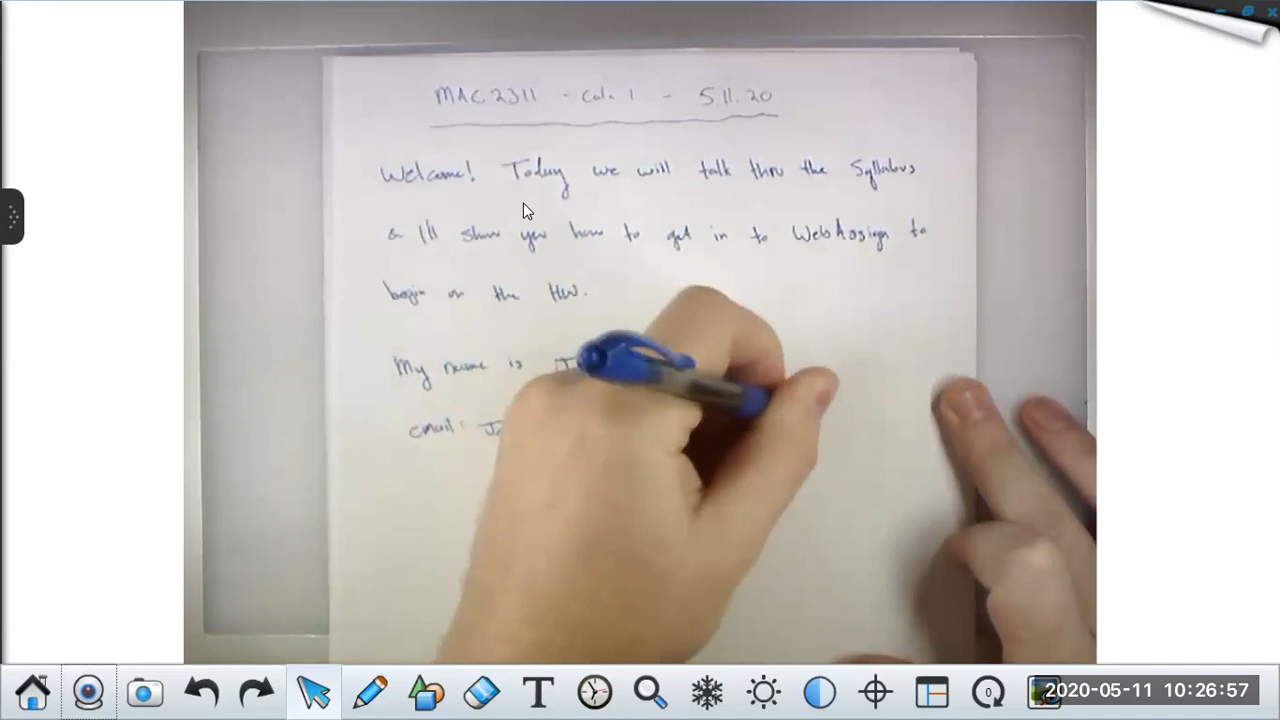 MAC2311 - Calc 1 - 5.11.20
Welcome! Today we will talk thru the Syllabus
& I'll show you how to get in to WebAssign to
begin on the HW.
My name is J
email: Ja
T
0
2020-05-11 10:26:57